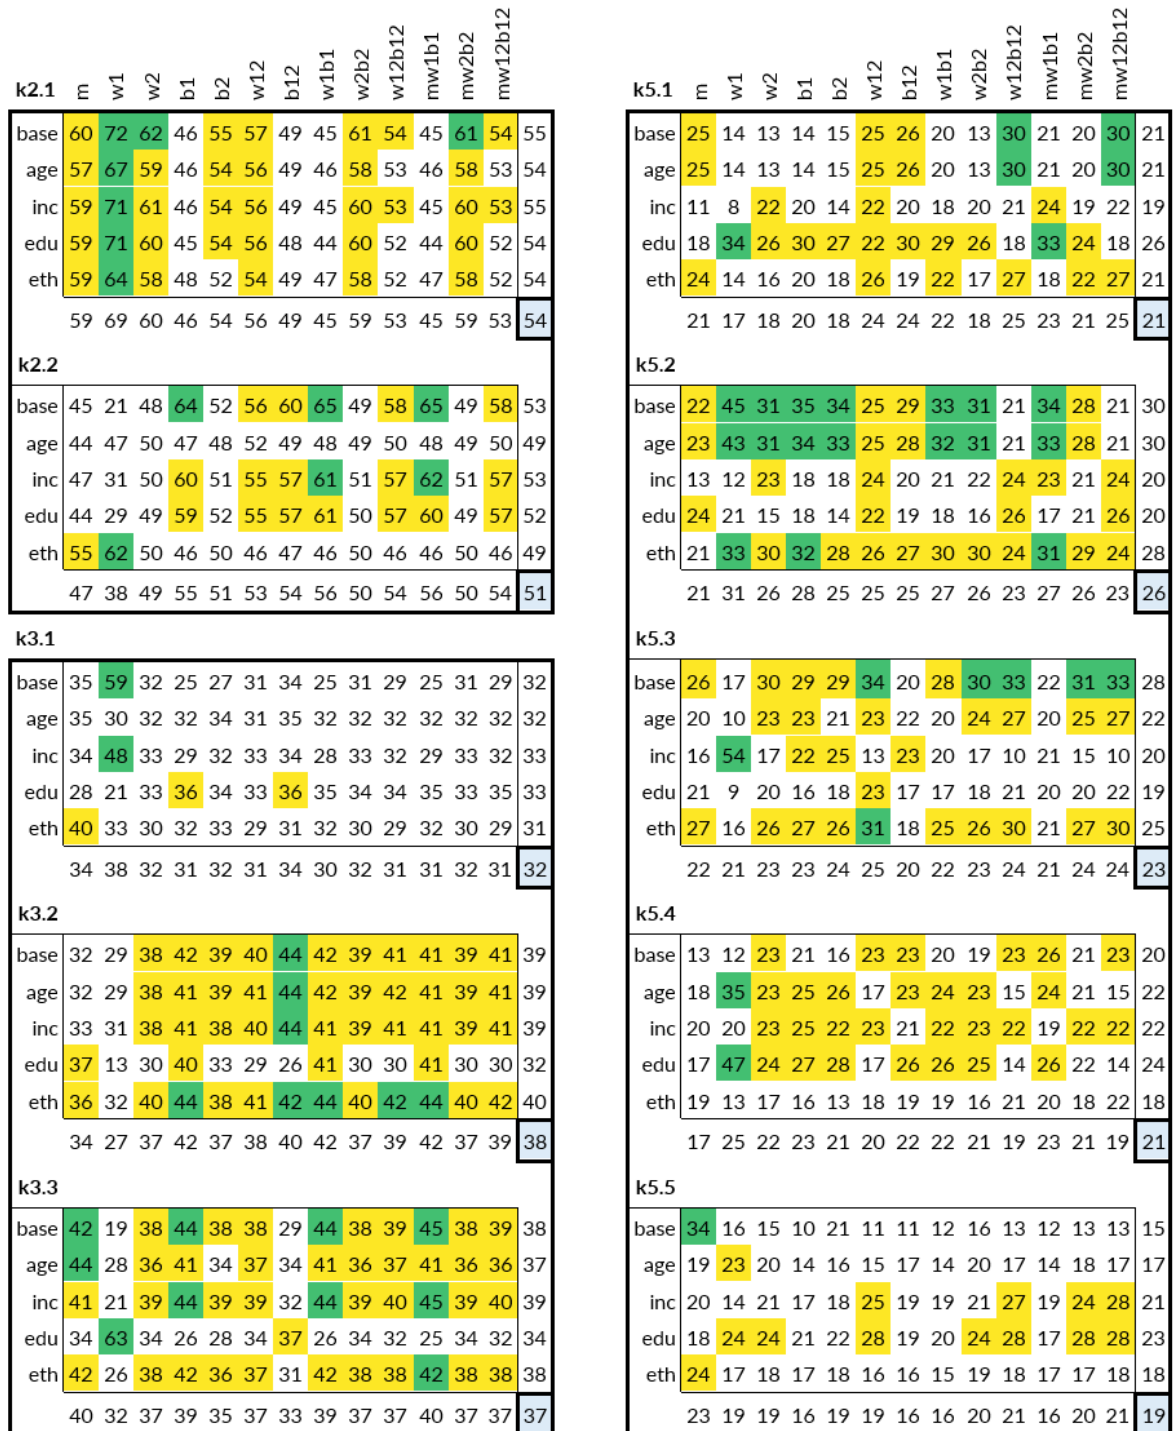 k2.1 m w1 w2 b1 b2 w12 b12 w1b1 w2b2 w12b12 mw1b1 mw2b2 mw12b12
base 60 72 62 46 55 57 49 45 61 54 45 61 54 55
age 57 67 59 46 54 56 49 46 58 53 46 58 53 54
inc 59 71 61 46 54 56 49 45 60 53 45 60 53 55
edu 59 71 60 45 54 56 48 44 60 52 44 60 52 54
eth 59 64 58 48 52 54 49 47 58 52 47 58 52 54
59 69 60 46 54 56 49 45 59 53 45 59 53 54
k2.2
base 45 21 48 64 52 56 60 65 49 58 65 49 58 53
age 44 47 50 47 48 52 49 48 49 50 48 49 50 49
inc 47 31 50 60 51 55 57 61 51 57 62 51 57 53
edu 44 29 49 59 52 55 57 61 50 57 60 49 57 52
eth 55 62 50 46 50 46 47 46 50 46 46 50 46 49
47 38 49 55 51 53 54 56 50 54 56 50 54 51
k3.1
base 35 59 32 25 27 31 34 25 31 29 25 31 29 32
age 35 30 32 32 34 31 35 32 32 32 32 32 32 32
inc 34 48 33 29 32 33 34 28 33 32 29 33 32 33
edu 28 21 33 36 34 33 36 35 34 34 35 33 35 33
eth 40 33 30 32 33 29 31 32 30 29 32 30 29 31
34 38 32 31 32 31 34 30 32 31 31 32 31 32
k3.2
base 32 29 38 42 39 40 44 42 39 41 41 39 41 39
age 32 29 38 41 39 41 44 42 39 42 41 39 41 39
inc 33 31 38 41 38 40 44 41 39 41 41 39 41 39
edu 37 13 30 40 33 29 26 41 30 30 41 30 30 32
eth 36 32 40 44 38 41 42 44 40 42 44 40 42 40
34 27 37 42 37 38 40 42 37 39 42 37 39 38
k3.3
base 42 19 38 44 38 38 29 44 38 39 45 38 39 38
age 44 28 36 41 34 37 34 41 36 37 41 36 36 37
inc 41 21 39 44 39 39 32 44 39 40 45 39 40 39
edu 34 63 34 26 28 34 37 26 34 32 25 34 32 34
eth 42 26 38 42 36 37 31 42 38 38 42 38 38 38
40 32 37 39 35 37 33 39 37 37 40 37 37 37
k5.1 m w1 w2 b1 b2 w12 b12 w1b1 w2b2 w12b12 mw1b1 mw2b2 mw12b12
base 25 14 13 14 15 25 26 20 13 30 21 20 30 21
age 25 14 13 14 15 25 26 20 13 30 21 20 30 21
inc 11 8 22 20 14 22 20 18 20 21 24 19 22 19
edu 18 34 26 30 27 22 30 29 26 18 33 24 18 26
eth 24 14 16 20 18 26 19 22 17 27 18 22 27 21
21 17 18 20 18 24 24 22 18 25 23 21 25 21
k5.2
base 22 45 31 35 34 25 29 33 31 21 34 28 21 30
age 23 43 31 34 33 25 28 32 31 21 33 28 21 30
inc 13 12 23 18 18 24 20 21 22 24 23 21 24 20
edu 24 21 15 18 14 22 19 18 16 26 17 21 26 20
eth 21 33 30 32 28 26 27 30 30 24 31 29 24 28
21 31 26 28 25 25 25 27 26 23 27 26 23 26
k5.3
base 26 17 30 29 29 34 20 28 30 33 22 31 33 28
age 20 10 23 23 21 23 22 20 24 27 20 25 27 22
inc 16 54 17 22 25 13 23 20 17 10 21 15 10 20
edu 21 9 20 16 18 23 17 17 18 21 20 20 22 19
eth 27 16 26 27 26 31 18 25 26 30 21 27 30 25
22 21 23 23 24 25 20 22 23 24 21 24 24 23
k5.4
base 13 12 23 21 16 23 23 20 19 23 26 21 23 20
age 18 35 23 25 26 17 23 24 23 15 24 21 15 22
inc 20 20 23 25 22 23 21 22 23 22 19 22 22 22
edu 17 47 24 27 28 17 26 26 25 14 26 22 14 24
eth 19 13 17 16 13 18 19 19 16 21 20 18 22 18
17 25 22 23 21 20 22 22 21 19 23 21 19 21
k5.5
base 34 16 15 10 21 11 11 12 16 13 12 13 13 15
age 19 23 20 14 16 15 17 14 20 17 14 18 17 17
inc 20 14 21 17 18 25 19 19 21 27 19 24 28 21
edu 18 24 24 21 22 28 19 20 24 28 17 28 28 23
eth 24 17 18 17 18 16 16 15 19 18 17 17 18 18
23 19 19 16 19 19 16 16 20 21 16 20 21 19